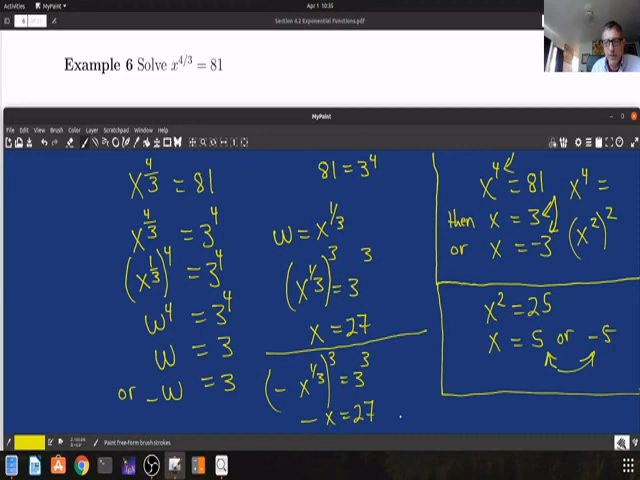 Activities MyPaint Apr 1 10:35
Section 4.2 Exponential Functions.pdf
6
Example 6 Solve x^{4/3} = 81
MyPaint
File Edit View Brush Color Layer Scratchpad Window Help
x^{4/3} = 81
x^{4/3} = 3^4
(x^{1/3})^4 = 3^4
w^4 = 3^4
w = 3
or -w = 3
81 = 3^4
w = x^{1/3}
(x^{1/3})^3 = 3^3
x = 27
(-x^{1/3})^3 = 3^3
-x = 27
x^4 = 81 x^4 =
then x = 3
or x = -3 (x^2)^2
x^2 = 25
x = 5 or -5
Paint free-form brush strokes